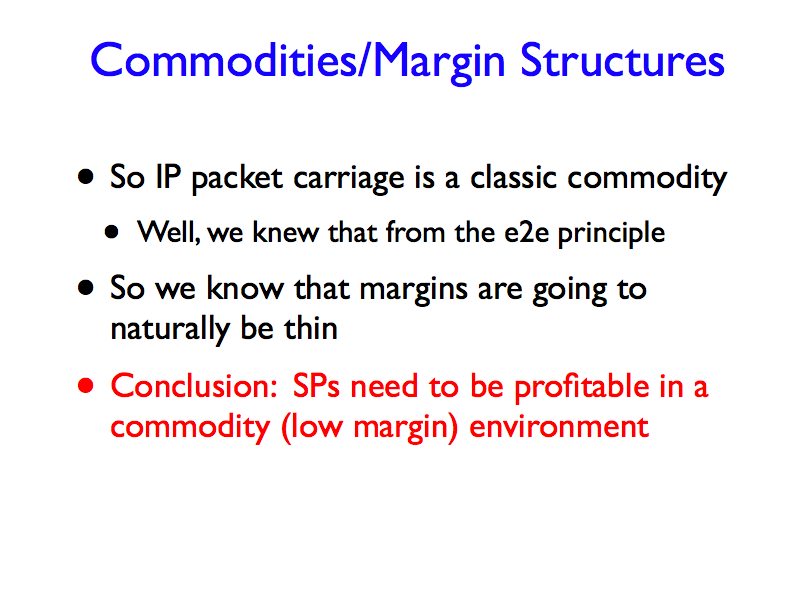 Commodities/Margin Structures
• So IP packet carriage is a classic commodity
• Well, we knew that from the e2e principle
• So we know that margins are going to
naturally be thin
• Conclusion: SPs need to be profitable in a
commodity (low margin) environment